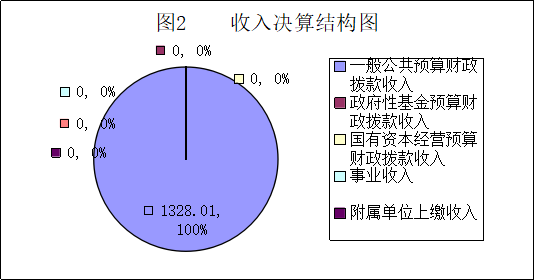 图2 收入决算结构图
0, 0%
0, 0%
0, 0%
0, 0%
0, 0%
1328.01,
100%
一般公共预算财政
拨款收入
政府性基金预算财
政拨款收入
国有资本经营预算
财政拨款收入
事业收入
附属单位上缴收入